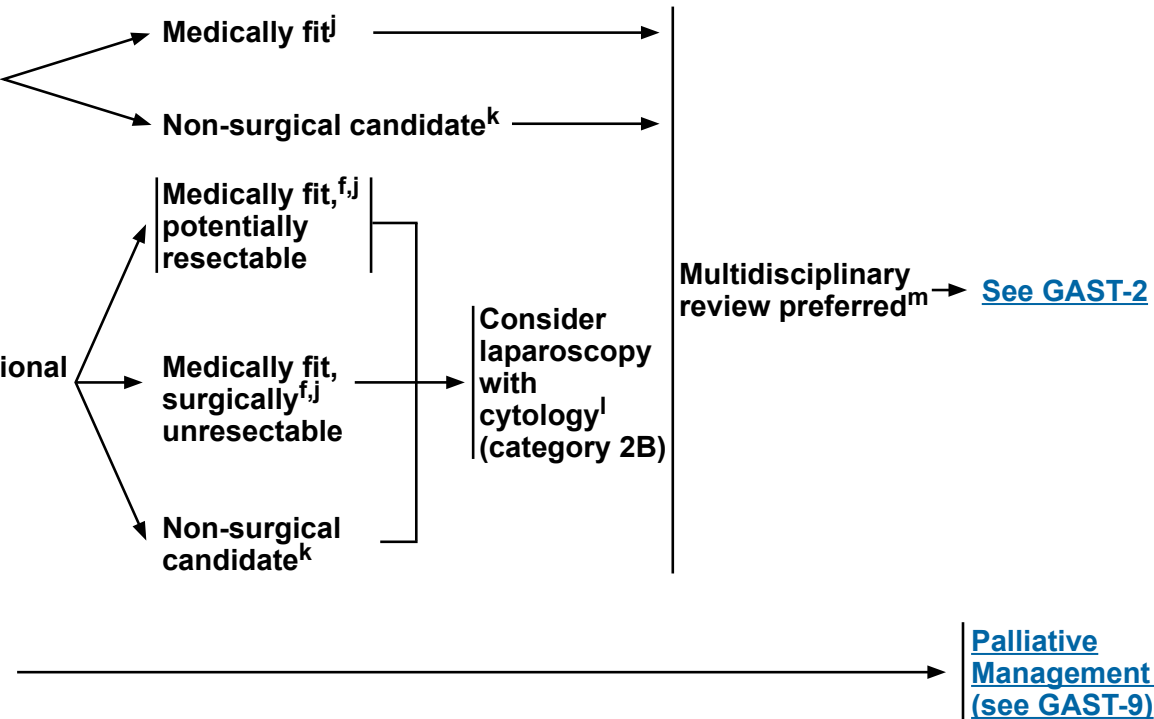 Medically fitj
Non-surgical candidatek
Medically fit,f,j
potentially
resectable
ional
Medically fit,
surgicallyf,j
unresectable
Non-surgical
candidatek
Consider
laparoscopy
with
cytologyl
(category 2B)
Multidisciplinary
review preferredm
See GAST-2
Palliative
Management
(see GAST-9)